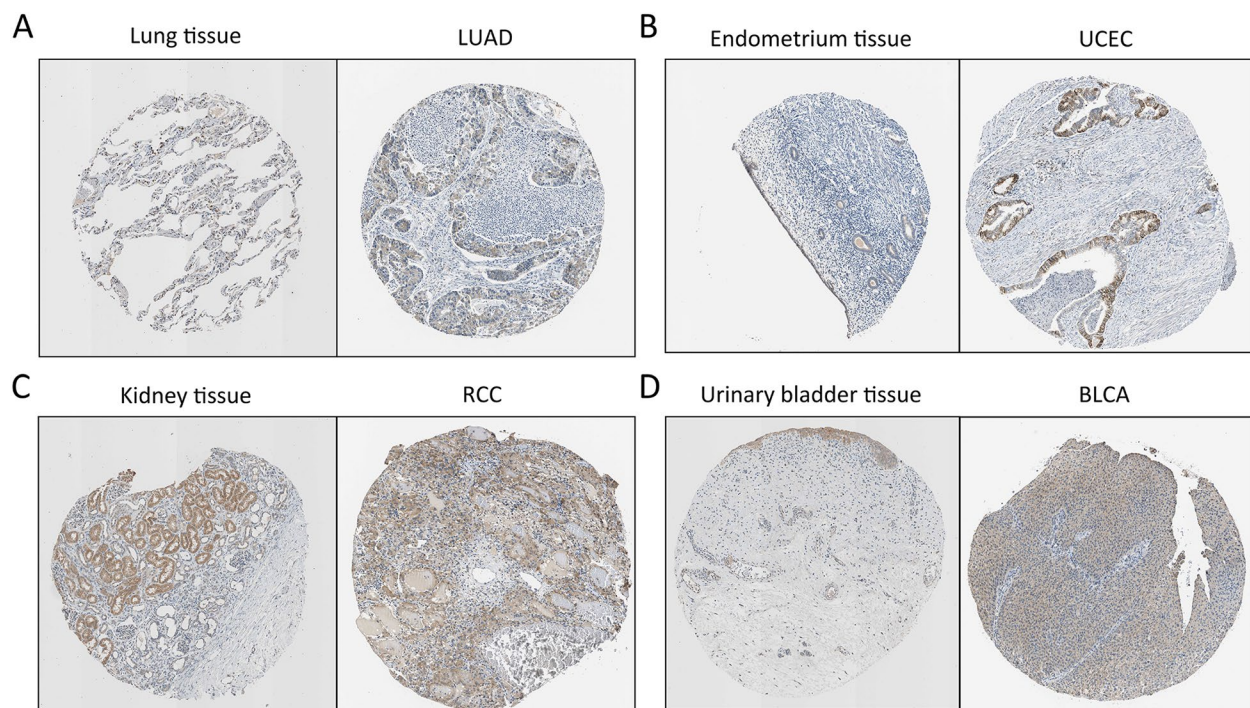 A
Lung tissue
LUAD
B
Endometrium tissue
UCEC
C
Kidney tissue
RCC
D
Urinary bladder tissue
BLCA